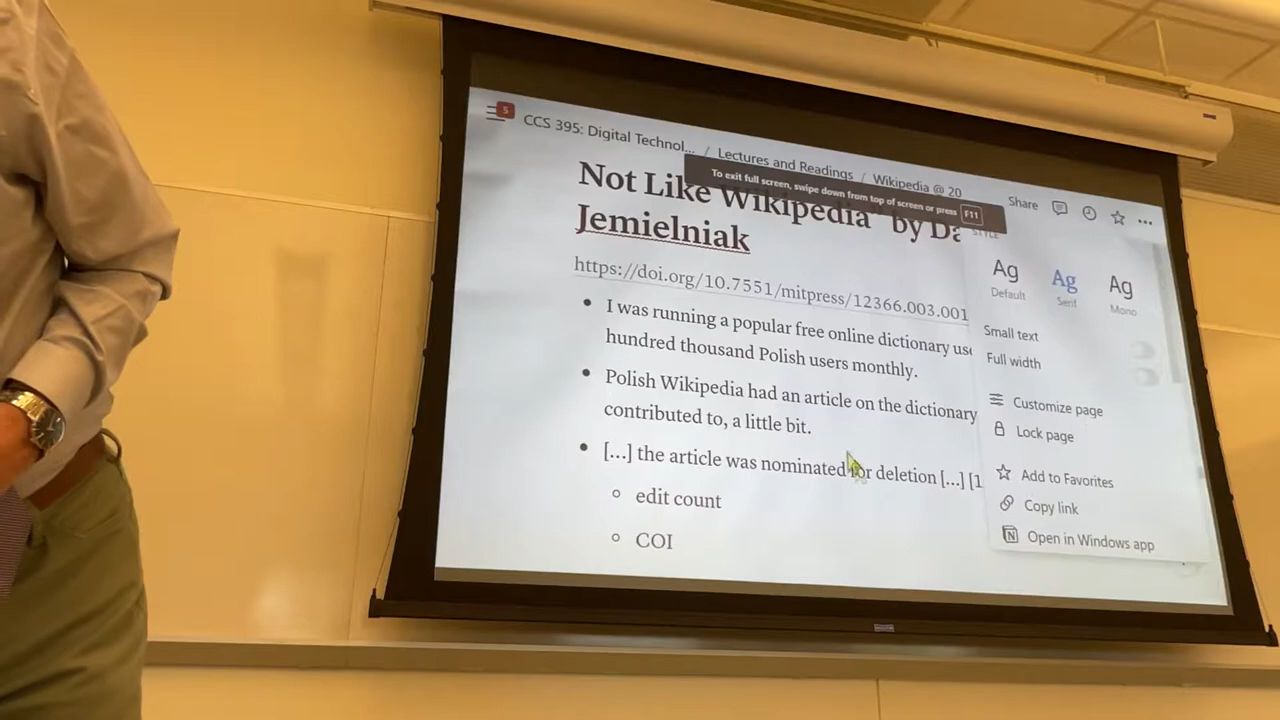 5
CCS 395: Digital Technol... / Lectures and Readings / Wikipedia @ 20
Share
To exit full screen, swipe down from top of screen or press F11
Not Like Wikipedia" by Da
Jemielniak
STYLE
Ag Ag Ag
Default Serif Mono
https://doi.org/10.7551/mitpress/12366.003.001
• I was running a popular free online dictionary use
hundred thousand Polish users monthly.
• Polish Wikipedia had an article on the dictionary
contributed to, a little bit.
• [...] the article was nominated for deletion [...] [1
◦ edit count
◦ COI
Small text
Full width
Customize page
Lock page
Add to Favorites
Copy link
Open in Windows app